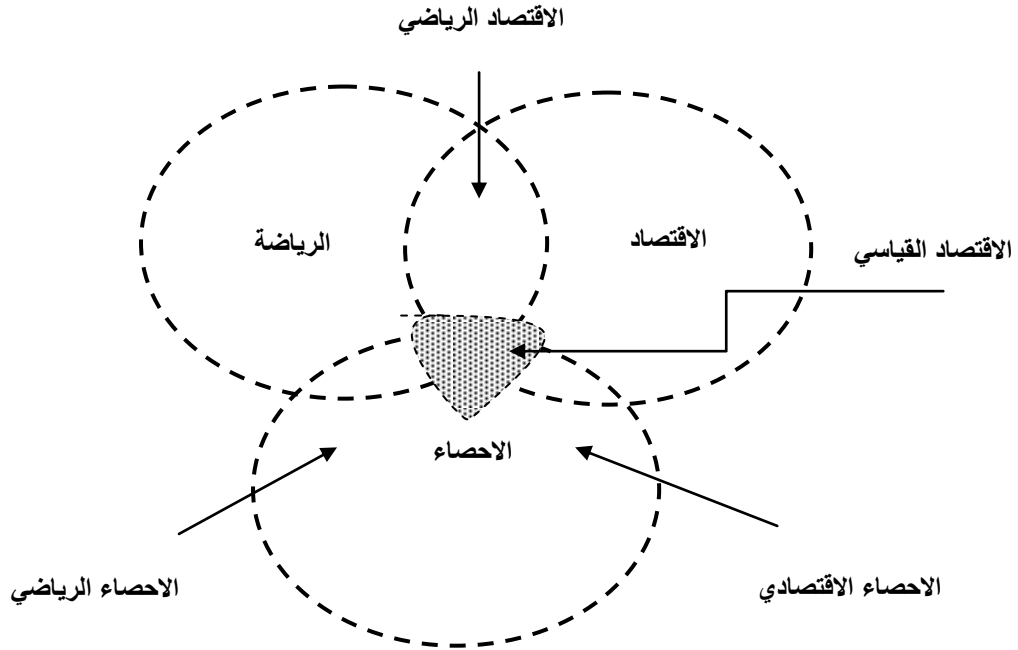 الاقتصاد الرياضي
الاقتصاد
الرياضة
الاقتصاد القياسي
الاحصاء
الاحصاء الاقتصادي
الاحصاء الرياضي